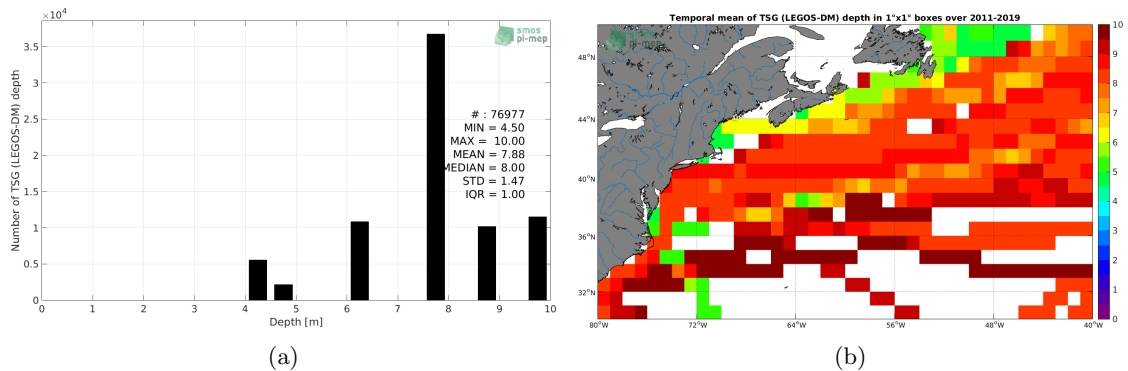 ×10⁴
3.5
3
2.5
2
1.5
1
0.5
0
Number of TSG (LEGOS-DM) depth
smos
pi-mep
# : 76977
MIN = 4.50
MAX = 10.00
MEAN = 7.88
MEDIAN = 8.00
STD = 1.47
IQR = 1.00
0 1 2 3 4 5 6 7 8 9 10
Depth [m]
(a)
Temporal mean of TSG (LEGOS-DM) depth in 1°x1° boxes over 2011-2019
smos
pi-mep
48°N
44°N
40°N
36°N
32°N
80°W 72°W 64°W 56°W 48°W 40°W
10
9
8
7
6
5
4
3
2
1
0
(b)